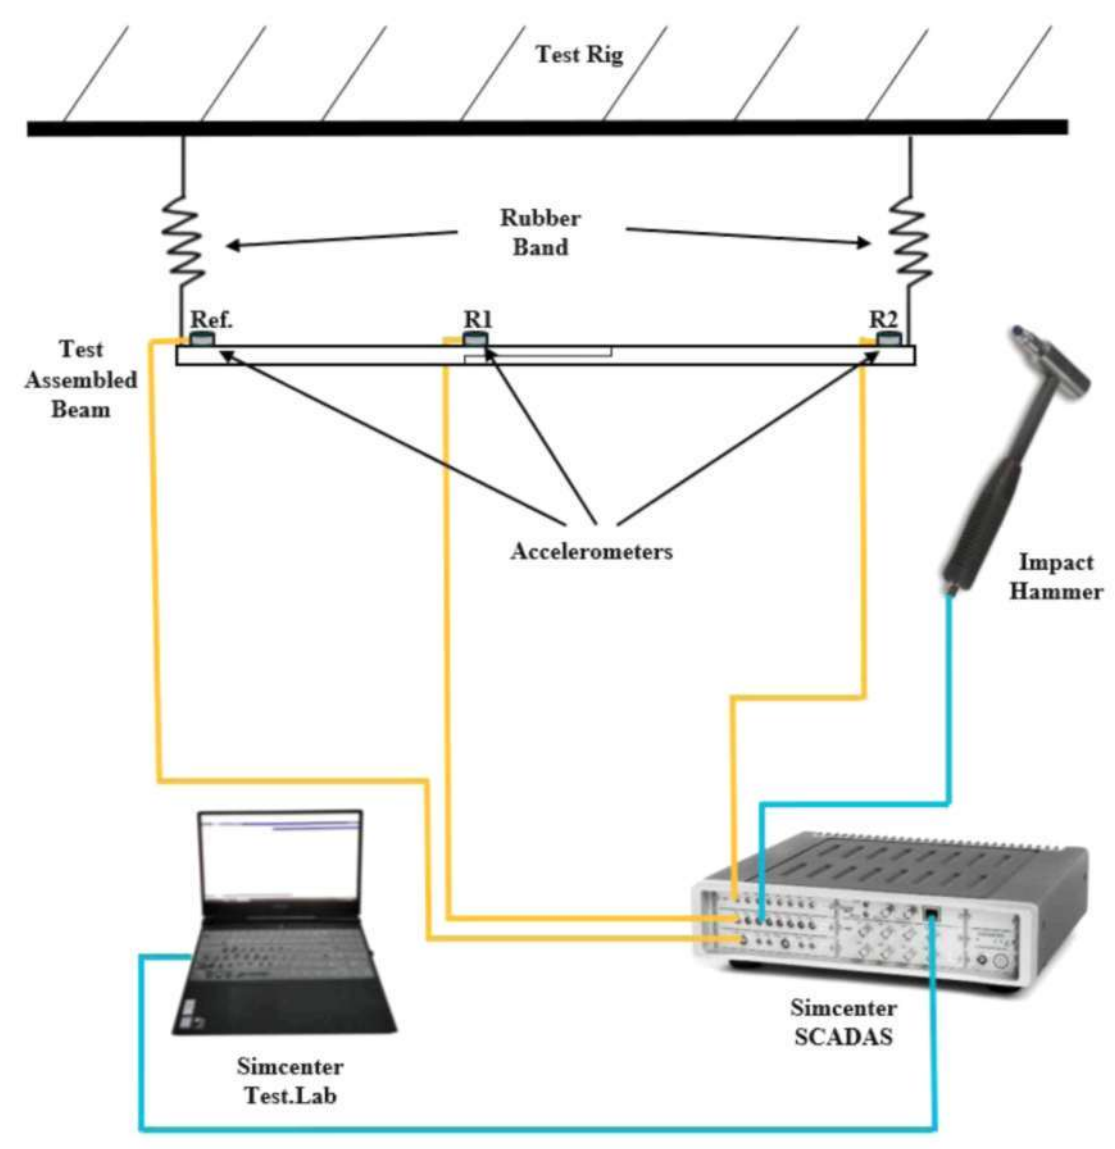 Test Rig
Rubber
Band
Ref.
R1
R2
Test
Assembled
Beam
Accelerometers
Impact
Hammer
Simcenter
SCADAS
Simcenter
Test.Lab